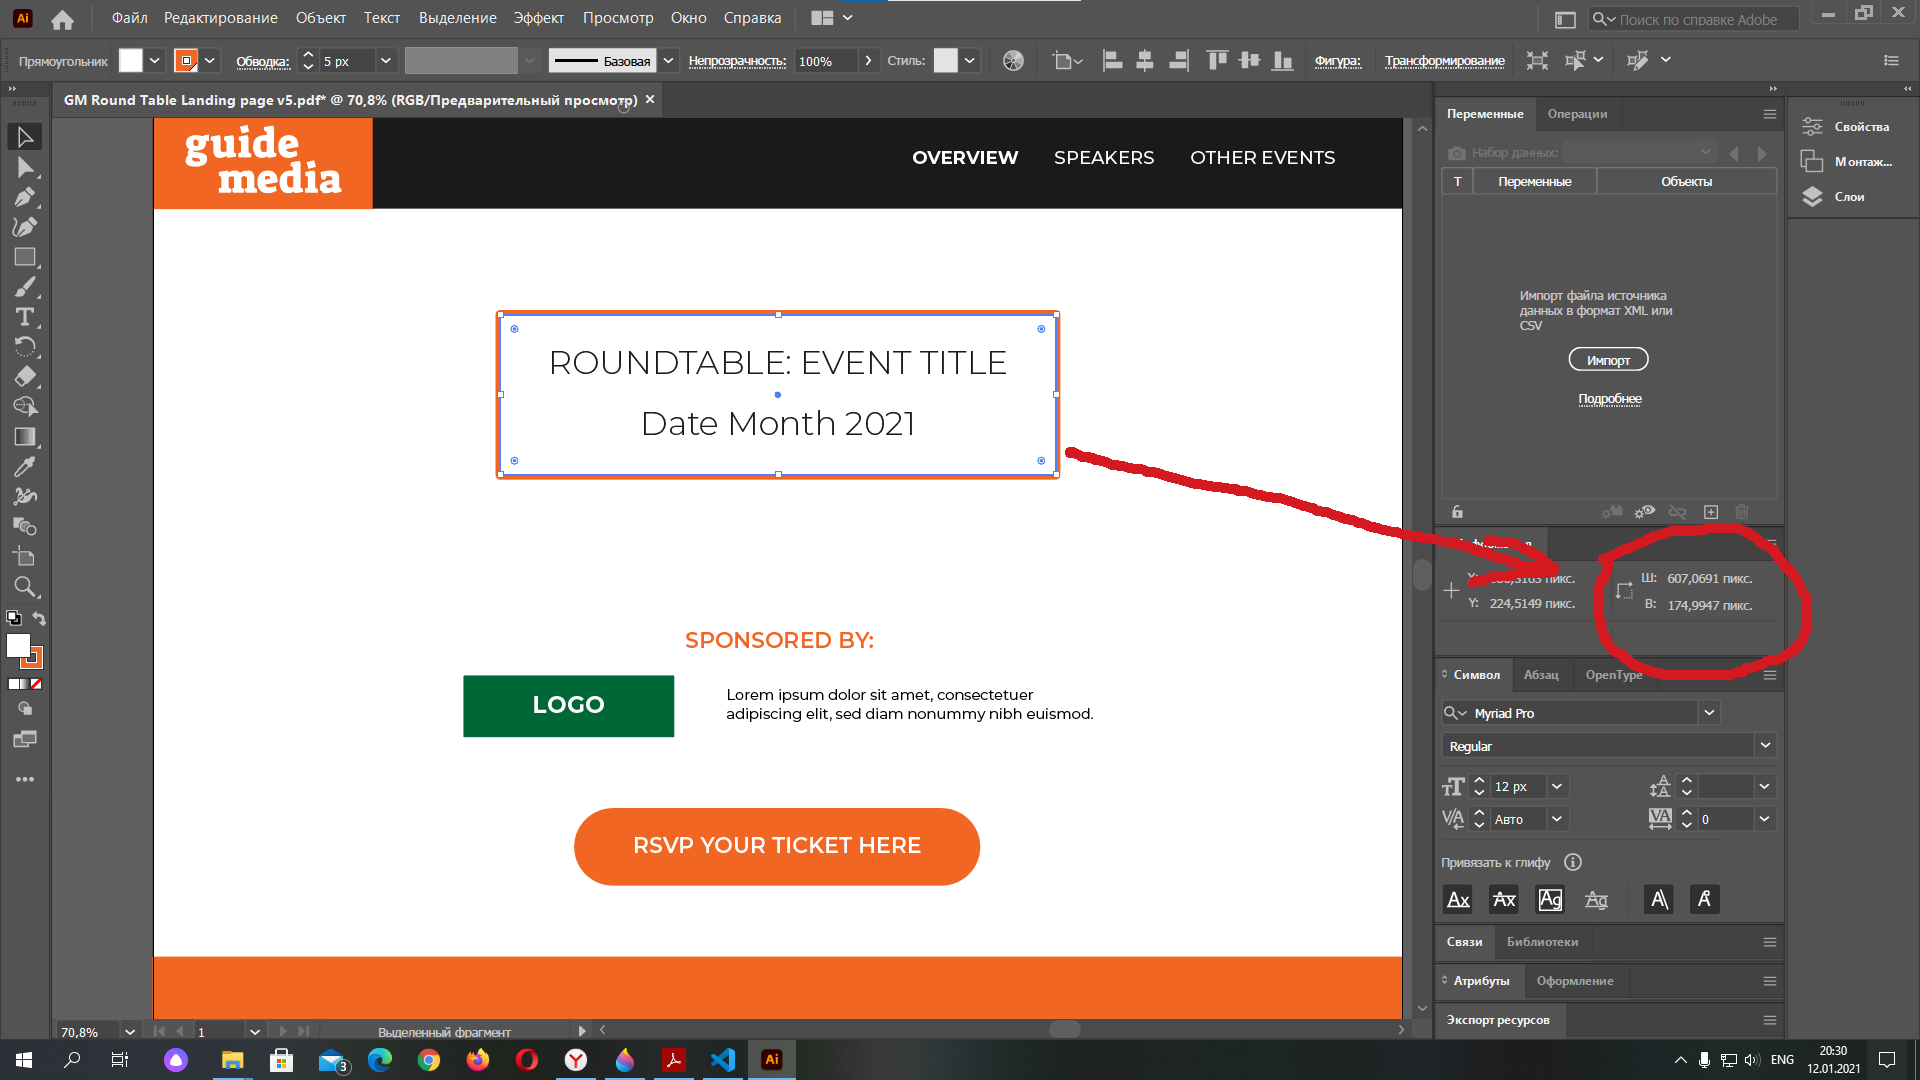 Ai
Файл Редактирование Объект Текст Выделение Эффект Просмотр Окно Справка
Поиск по справке Adobe
Прямоугольник
Обводка: 5 px
Базовая
Непрозрачность: 100%
Стиль:
Фигура:
Трансформирование
GM Round Table Landing page v5.pdf* @ 70,8% (RGB/Предварительный просмотр)
guide
media
OVERVIEW SPEAKERS OTHER EVENTS
ROUNDTABLE: EVENT TITLE
Date Month 2021
SPONSORED BY:
LOGO
Lorem ipsum dolor sit amet, consectetuer
adipiscing elit, sed diam nonummy nibh euismod.
RSVP YOUR TICKET HERE
Переменные Операции
Набор данных:
T Переменные Объекты
Импорт файла источника
данных в формат XML или
CSV
Импорт
Подробнее
Ш: 607,0691 пикс.
Y: 224,5149 пикс. В: 174,9947 пикс.
Символ Абзац OpenType
Myriad Pro
Regular
12 px
Авто 0
Привязать к глифу
Связи Библиотеки
Атрибуты Оформление
Экспорт ресурсов
Свойства
Монтаж...
Слои
70,8% 1 Выделенный фрагмент
3
ENG
20:30
12.01.2021